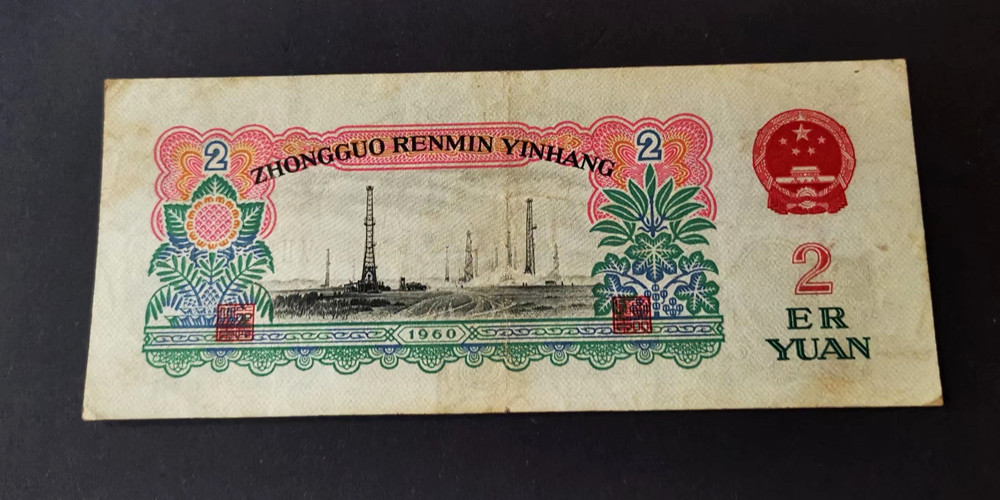 2
ZHONGGUO RENMIN YINHANG
2
1960
2
ER
YUAN